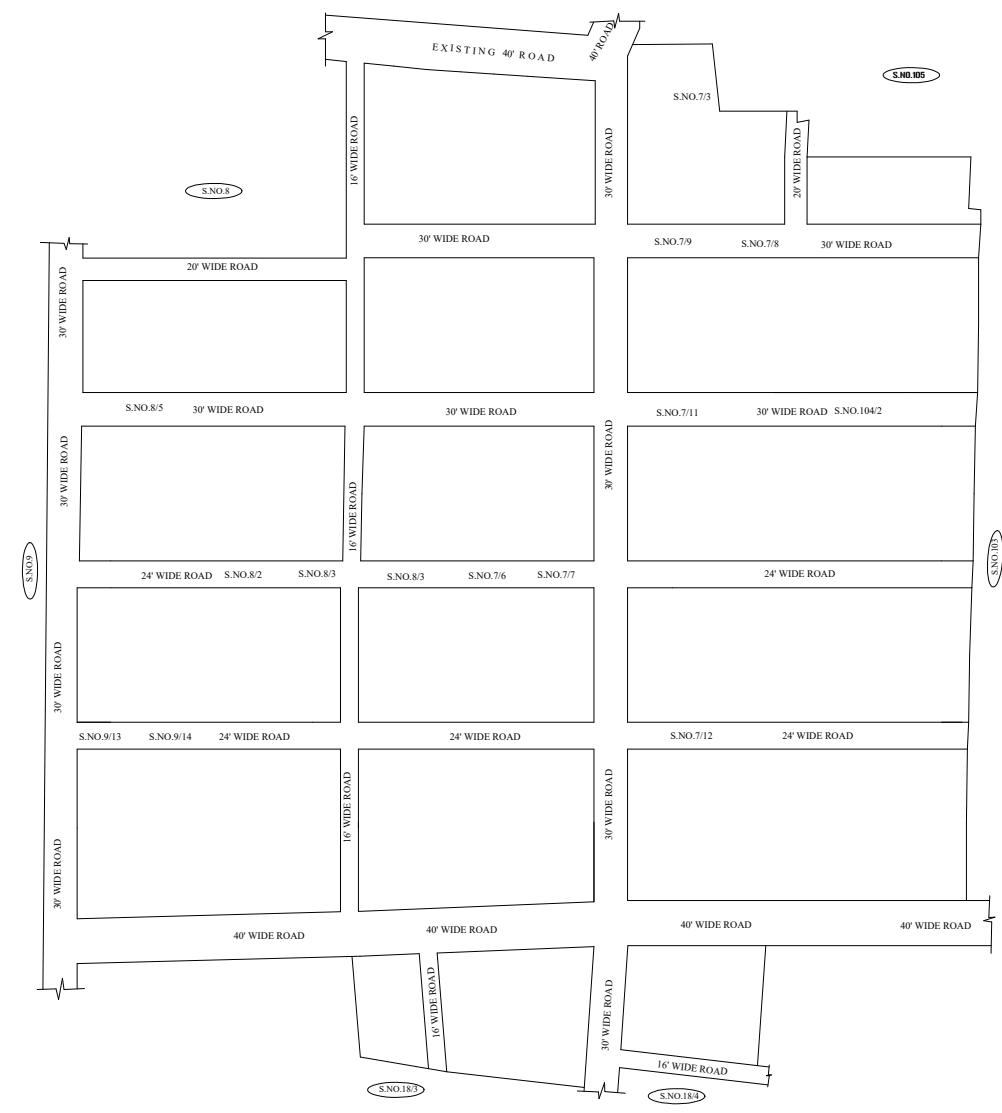 EXISTING 40' ROAD
40' ROAD
S.NO.105
S.NO.7/3
16' WIDE ROAD
30' WIDE ROAD
20' WIDE ROAD
S.NO.8
30' WIDE ROAD
S.NO.7/9
S.NO.7/8
30' WIDE ROAD
20' WIDE ROAD
30' WIDE ROAD
S.NO.8/5
30' WIDE ROAD
30' WIDE ROAD
S.NO.7/11
30' WIDE ROAD
S.NO.104/2
30' WIDE ROAD
30' WIDE ROAD
16' WIDE ROAD
S.NO.9
S.NO.103
24' WIDE ROAD
S.NO.8/2
S.NO.8/3
S.NO.8/3
S.NO.7/6
S.NO.7/7
24' WIDE ROAD
30' WIDE ROAD
S.NO.9/13
S.NO.9/14
24' WIDE ROAD
24' WIDE ROAD
S.NO.7/12
24' WIDE ROAD
16' WIDE ROAD
30' WIDE ROAD
30' WIDE ROAD
40' WIDE ROAD
40' WIDE ROAD
40' WIDE ROAD
40' WIDE ROAD
16' WIDE ROAD
30' WIDE ROAD
16' WIDE ROAD
S.NO.18/3
S.NO.18/4